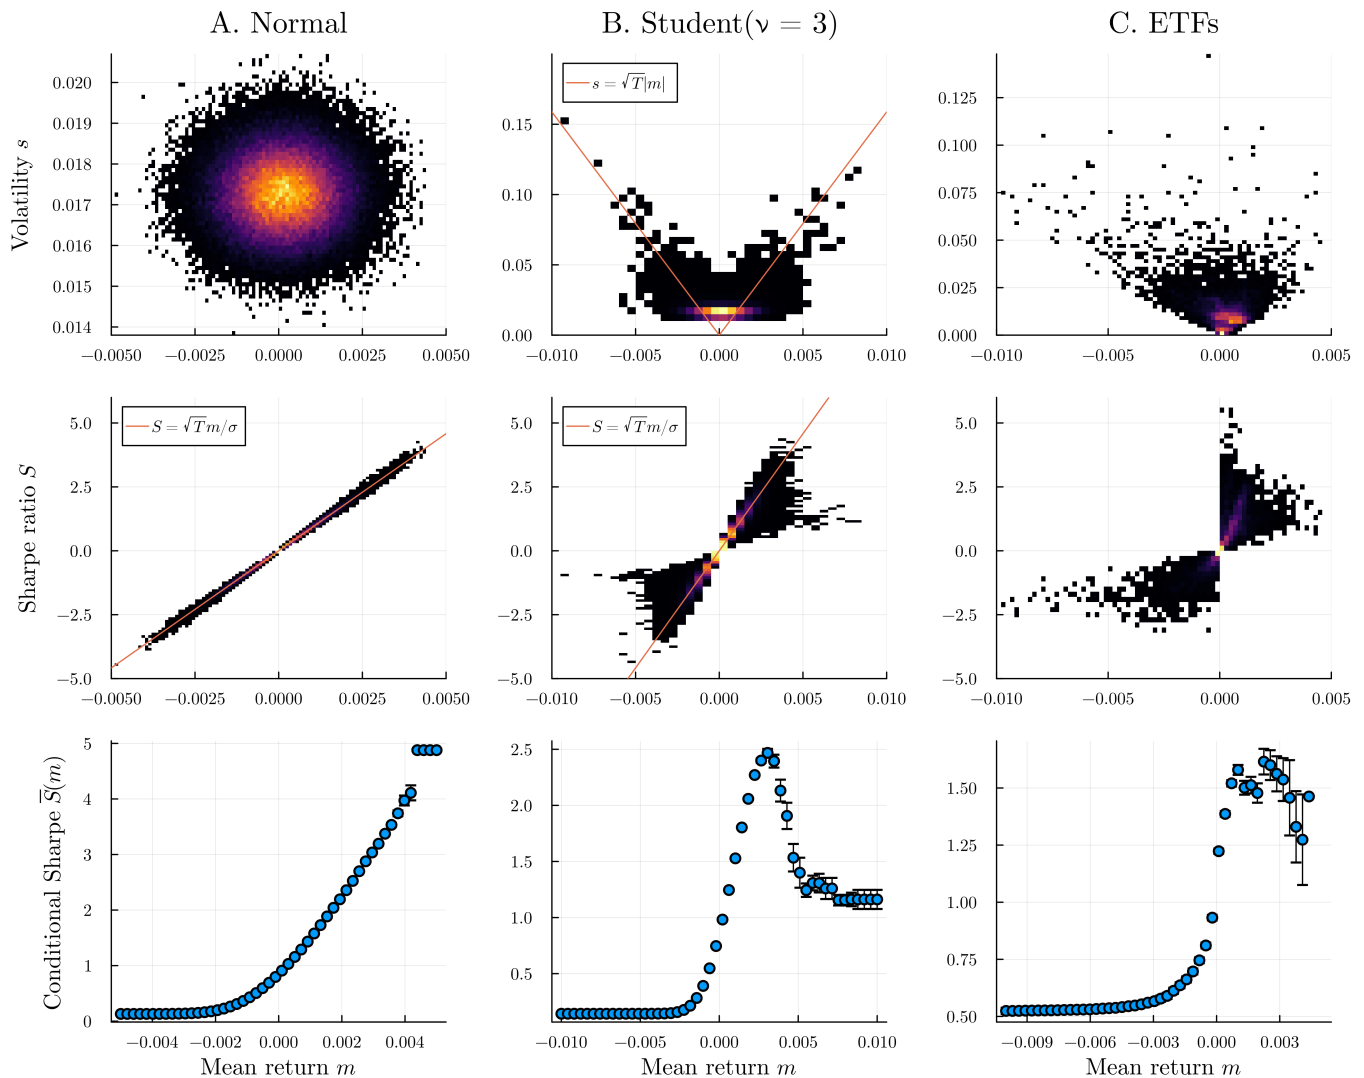 A. Normal
B. Student(ν = 3)
C. ETFs
Volatility s
0.020
0.019
0.018
0.017
0.016
0.015
0.014
−0.0050 −0.0025 0.0000 0.0025 0.0050
s = √T|m|
0.15
0.10
0.05
0.00
−0.010 −0.005 0.000 0.005 0.010
0.125
0.100
0.075
0.050
0.025
0.000
−0.010 −0.005 0.000 0.005
Sharpe ratio S
S = √T m/σ
5.0
2.5
0.0
−2.5
−5.0
−0.0050 −0.0025 0.0000 0.0025 0.0050
S = √T m/σ
5.0
2.5
0.0
−2.5
−5.0
−0.010 −0.005 0.000 0.005 0.010
5.0
2.5
0.0
−2.5
−5.0
−0.010 −0.005 0.000 0.005
Conditional Sharpe S̅(m)
5
4
3
2
1
0
−0.004 −0.002 0.000 0.002 0.004
Mean return m
2.5
2.0
1.5
1.0
0.5
−0.010 −0.005 0.000 0.005 0.010
Mean return m
1.50
1.25
1.00
0.75
0.50
−0.009 −0.006 −0.003 0.000 0.003
Mean return m